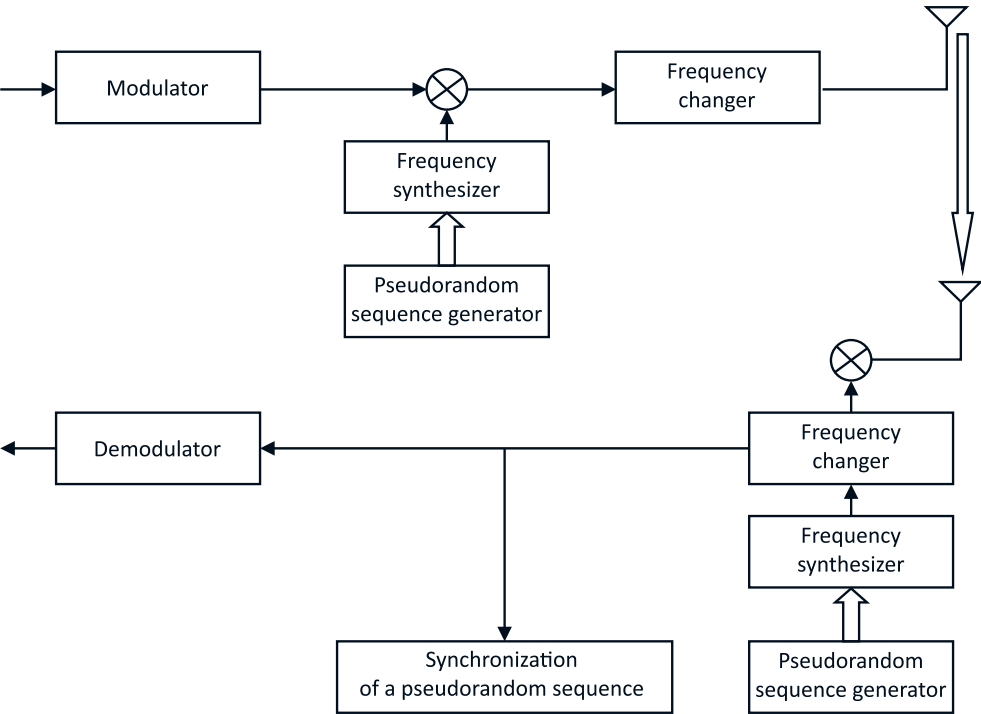 Modulator
Frequency
changer
Frequency
synthesizer
Pseudorandom
sequence generator
Demodulator
Frequency
changer
Frequency
synthesizer
Synchronization
of a pseudorandom sequence
Pseudorandom
sequence generator